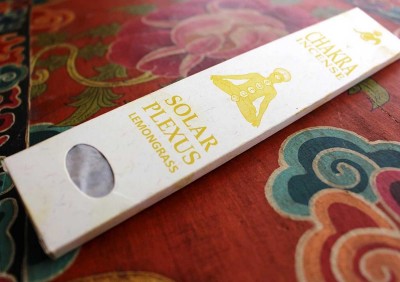 CHAKRA
INCENSE
SOLAR
PLEXUS
LEMONGRASS